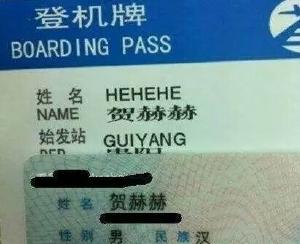 登机牌
BOARDING PASS
姓 名 HEHEHE
NAME 贺赫赫
始发站 GUIYANG
姓 名 贺赫赫
性 别 男 民 族 汉